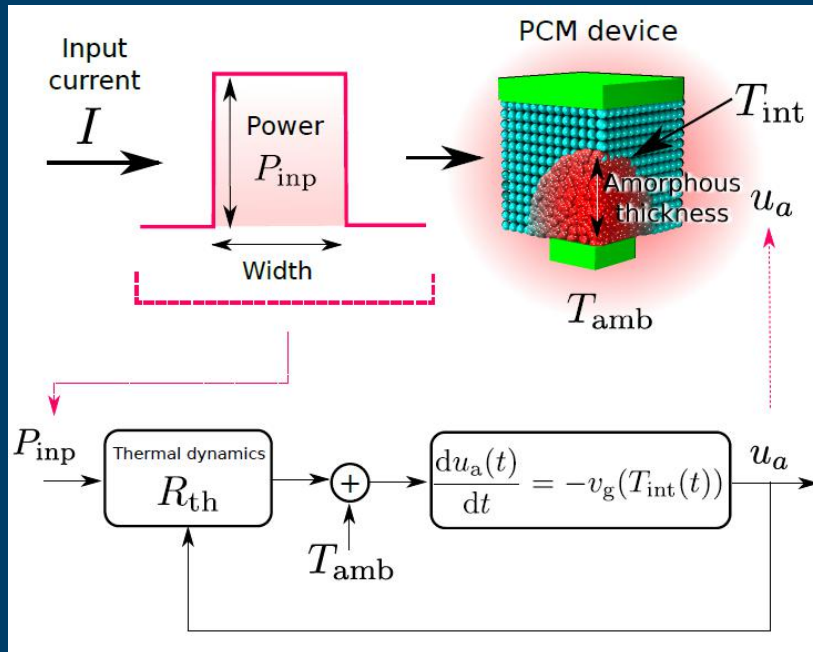 PCM device
Input
current
I
Power
P_inp
Width
T_int
Amorphous
thickness
u_a
T_amb
P_inp
Thermal dynamics
R_th
+
T_amb
du_a(t)/dt = -v_g(T_int(t))
u_a